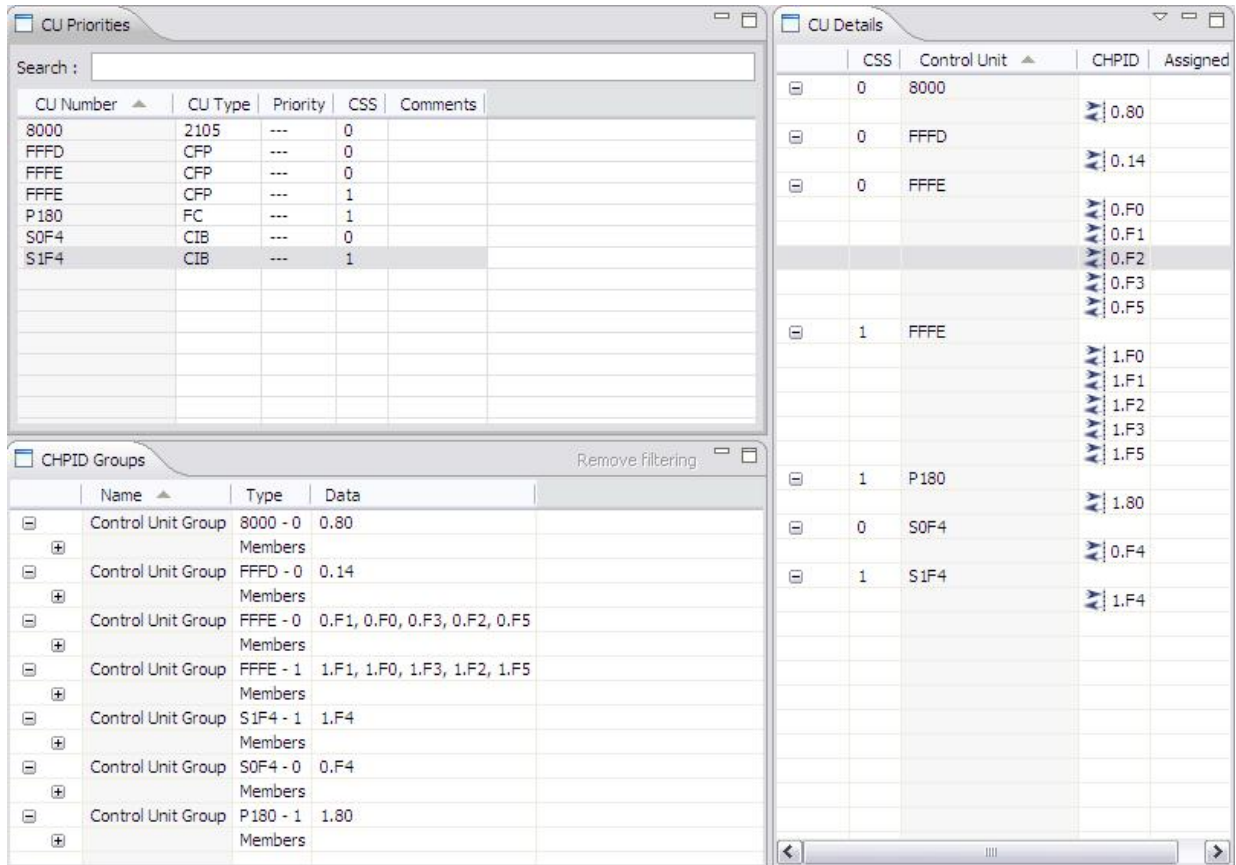 CU Priorities
Search :
CU Number CU Type Priority CSS Comments
8000 2105 --- 0
FFFD CFP --- 0
FFFE CFP --- 0
FFFE CFP --- 1
P180 FC --- 1
S0F4 CIB --- 0
S1F4 CIB --- 1
CHPID Groups Remove filtering
Name Type Data
Control Unit Group 8000 - 0 0.80
Members
Control Unit Group FFFD - 0 0.14
Members
Control Unit Group FFFE - 0 0.F1, 0.F0, 0.F3, 0.F2, 0.F5
Members
Control Unit Group FFFE - 1 1.F1, 1.F0, 1.F3, 1.F2, 1.F5
Members
Control Unit Group S1F4 - 1 1.F4
Members
Control Unit Group S0F4 - 0 0.F4
Members
Control Unit Group P180 - 1 1.80
Members
CU Details
CSS Control Unit CHPID Assigned
0 8000
0.80
0 FFFD
0.14
0 FFFE
0.F0
0.F1
0.F2
0.F3
0.F5
1 FFFE
1.F0
1.F1
1.F2
1.F3
1.F5
1 P180
1.80
0 S0F4
0.F4
1 S1F4
1.F4